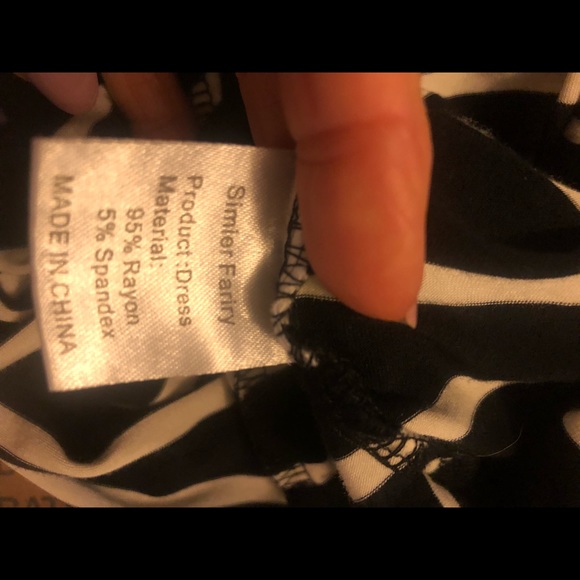 Simier Fariry
Product :Dress
Material:
95% Rayon
5% Spandex
MADE IN CHINA